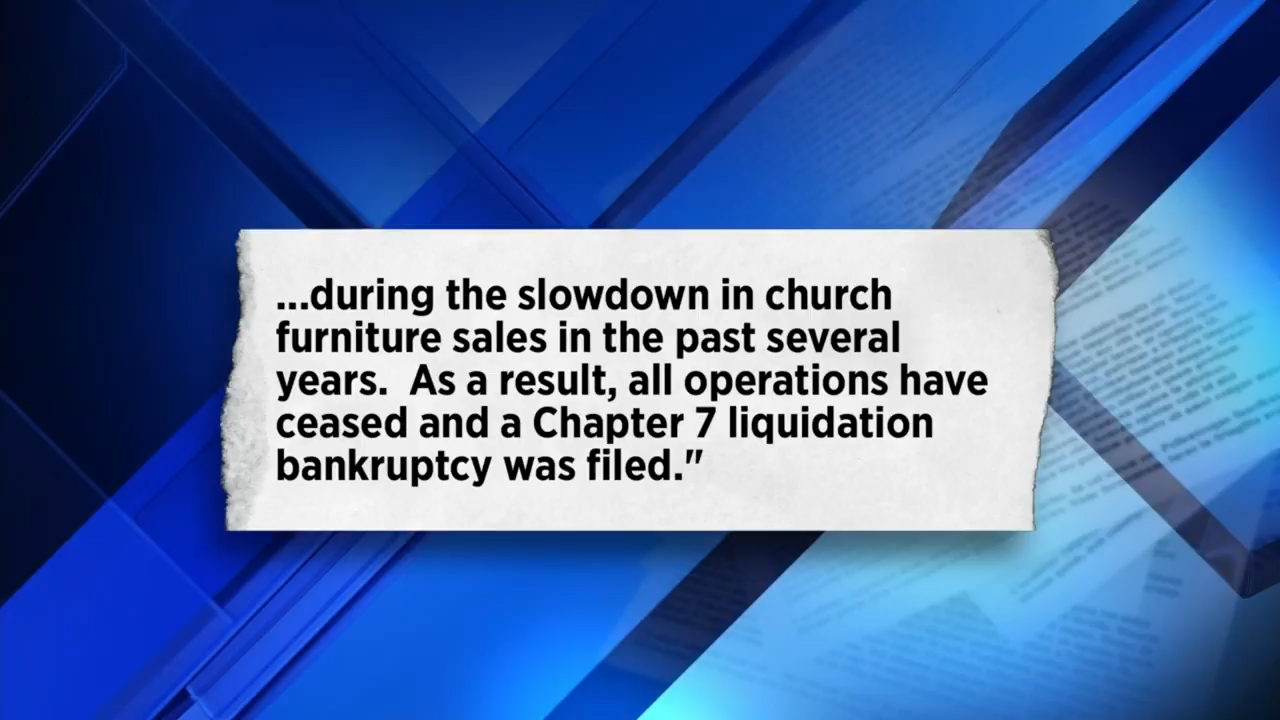 ...during the slowdown in church
furniture sales in the past several
years.  As a result, all operations have
ceased and a Chapter 7 liquidation
bankruptcy was filed."